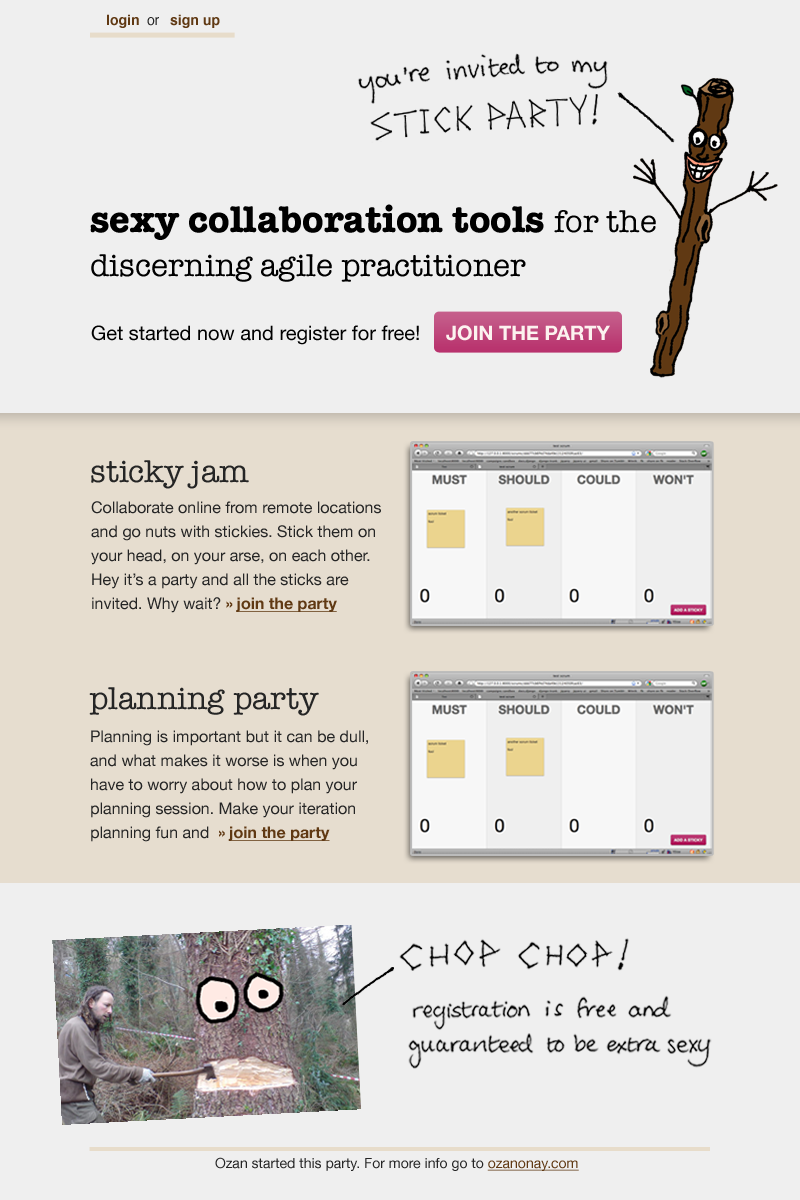 login or sign up
you're invited to my
STICK PARTY!
sexy collaboration tools for the
discerning agile practitioner
Get started now and register for free! JOIN THE PARTY
sticky jam
Collaborate online from remote locations
and go nuts with stickies. Stick them on
your head, on your arse, on each other.
Hey it's a party and all the sticks are
invited. Why wait? » join the party
MUST SHOULD COULD WON'T
0 0 0 0
ADD A STICKY
planning party
Planning is important but it can be dull,
and what makes it worse is when you
have to worry about how to plan your
planning session. Make your iteration
planning fun and » join the party
MUST SHOULD COULD WON'T
0 0 0 0
ADD A STICKY
CHOP CHOP!
registration is free and
guaranteed to be extra sexy
Ozan started this party. For more info go to ozanonay.com